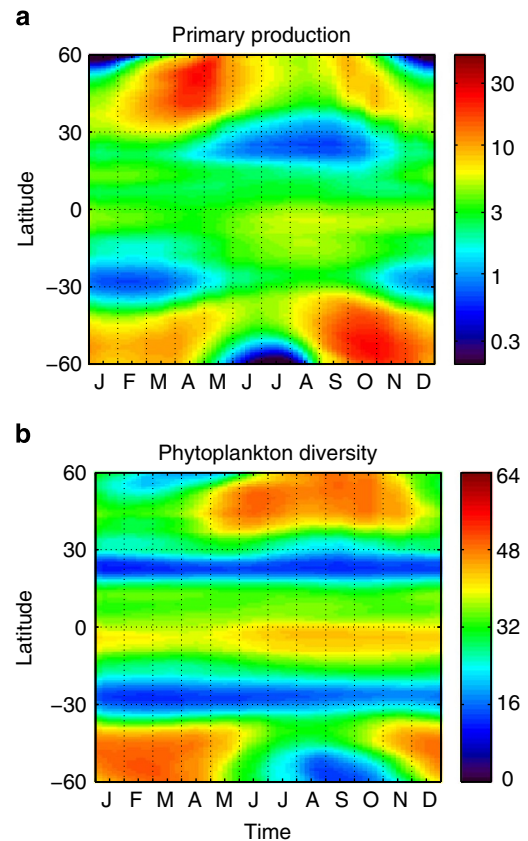 a
Primary production
60
30
0
−30
−60
Latitude
J F M A M J J A S O N D
30
10
3
1
0.3
b
Phytoplankton diversity
60
30
0
−30
−60
Latitude
J F M A M J J A S O N D
Time
64
48
32
16
0